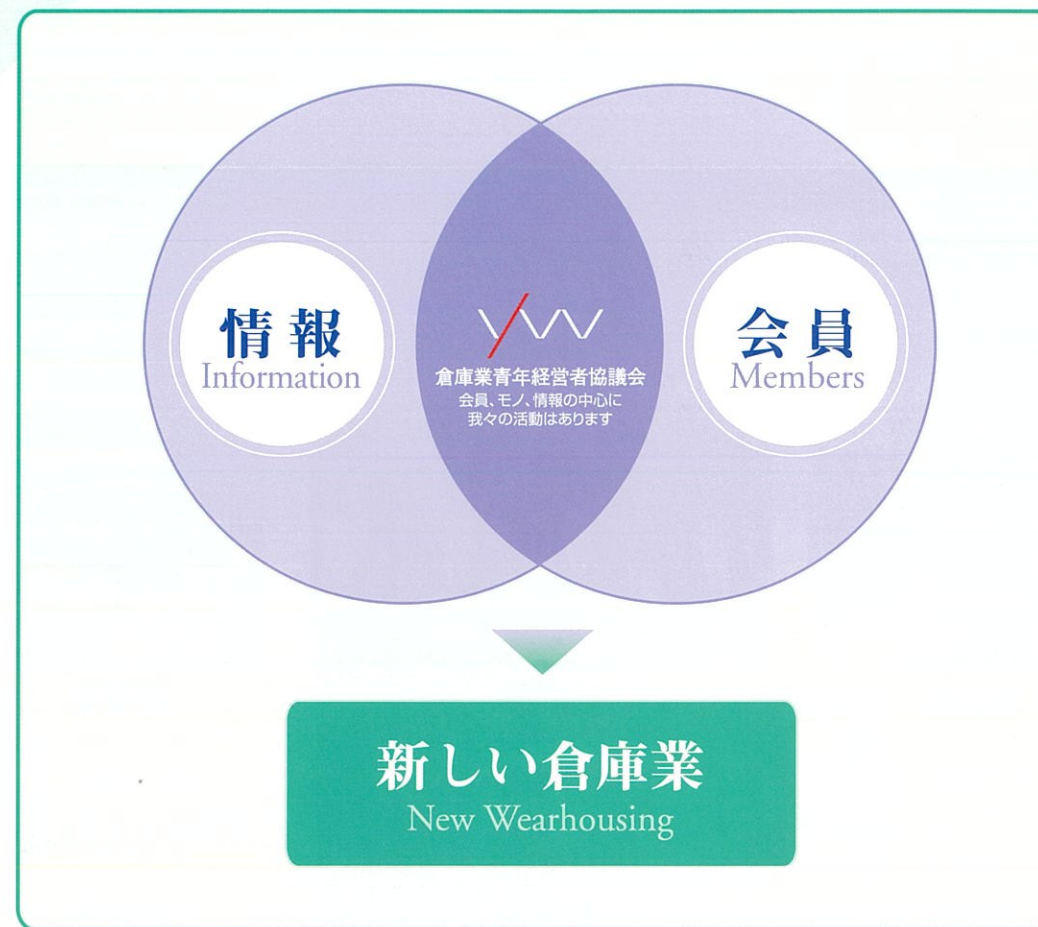 情報
Information
yw
倉庫業青年経営者協議会
会員、モノ、情報の中心に
我々の活動はあります
会員
Members
新しい倉庫業
New Wearhousing